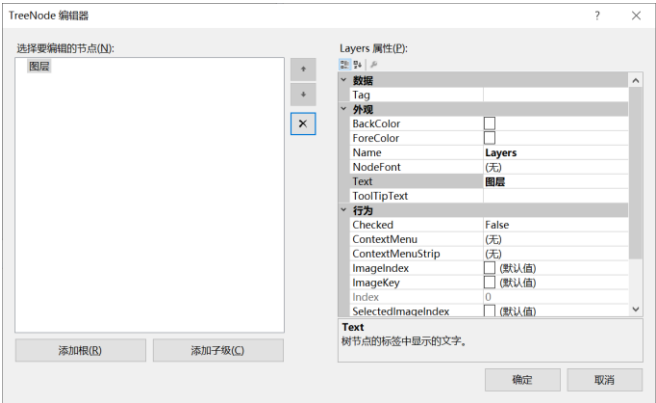 TreeNode 编辑器
?
选择要编辑的节点(N):
图层
添加根(R)
添加子级(C)
Layers 属性(P):
数据
Tag
外观
BackColor
ForeColor
Name Layers
NodeFont (无)
Text 图层
ToolTipText
行为
Checked False
ContextMenu (无)
ContextMenuStrip (无)
ImageIndex (默认值)
ImageKey (默认值)
Index 0
SelectedImageIndex (默认值)
Text
树节点的标签中显示的文字。
确定
取消